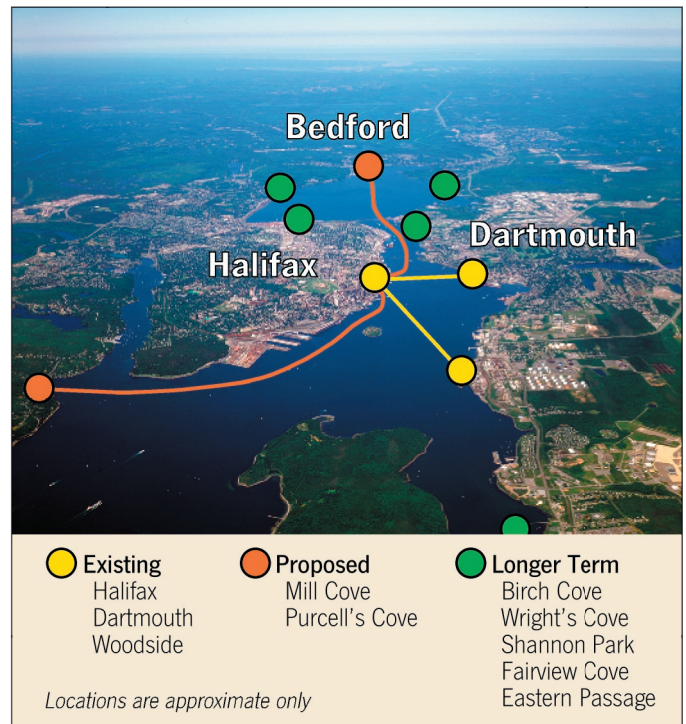 Bedford
Dartmouth
Halifax
Existing
Halifax
Dartmouth
Woodside
Proposed
Mill Cove
Purcell's Cove
Longer Term
Birch Cove
Wright's Cove
Shannon Park
Fairview Cove
Eastern Passage
Locations are approximate only